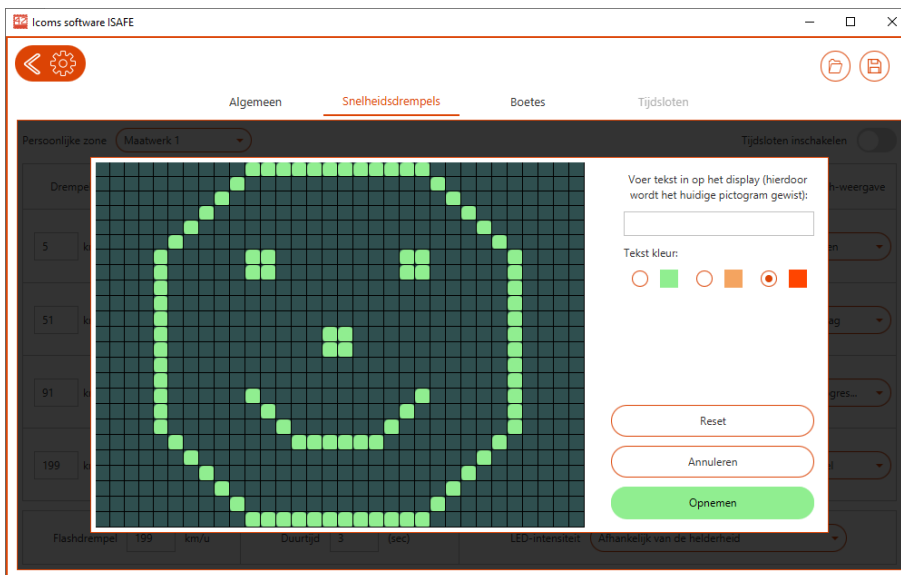 Icoms software ISAFE
Algemeen Snelheidsdrempels Boetes Tijdsloten
Persoonlijke zone Maatwerk 1 Tijdsloten inschakelen
Voer tekst in op het display (hierdoor
wordt het huidige pictogram gewist):
Tekst kleur:
5
51
91
199
Reset
Annuleren
Opnemen
Flashdrempel 199 km/u Duurtijd 3 (sec) LED-intensiteit Afhankelijk van de helderheid